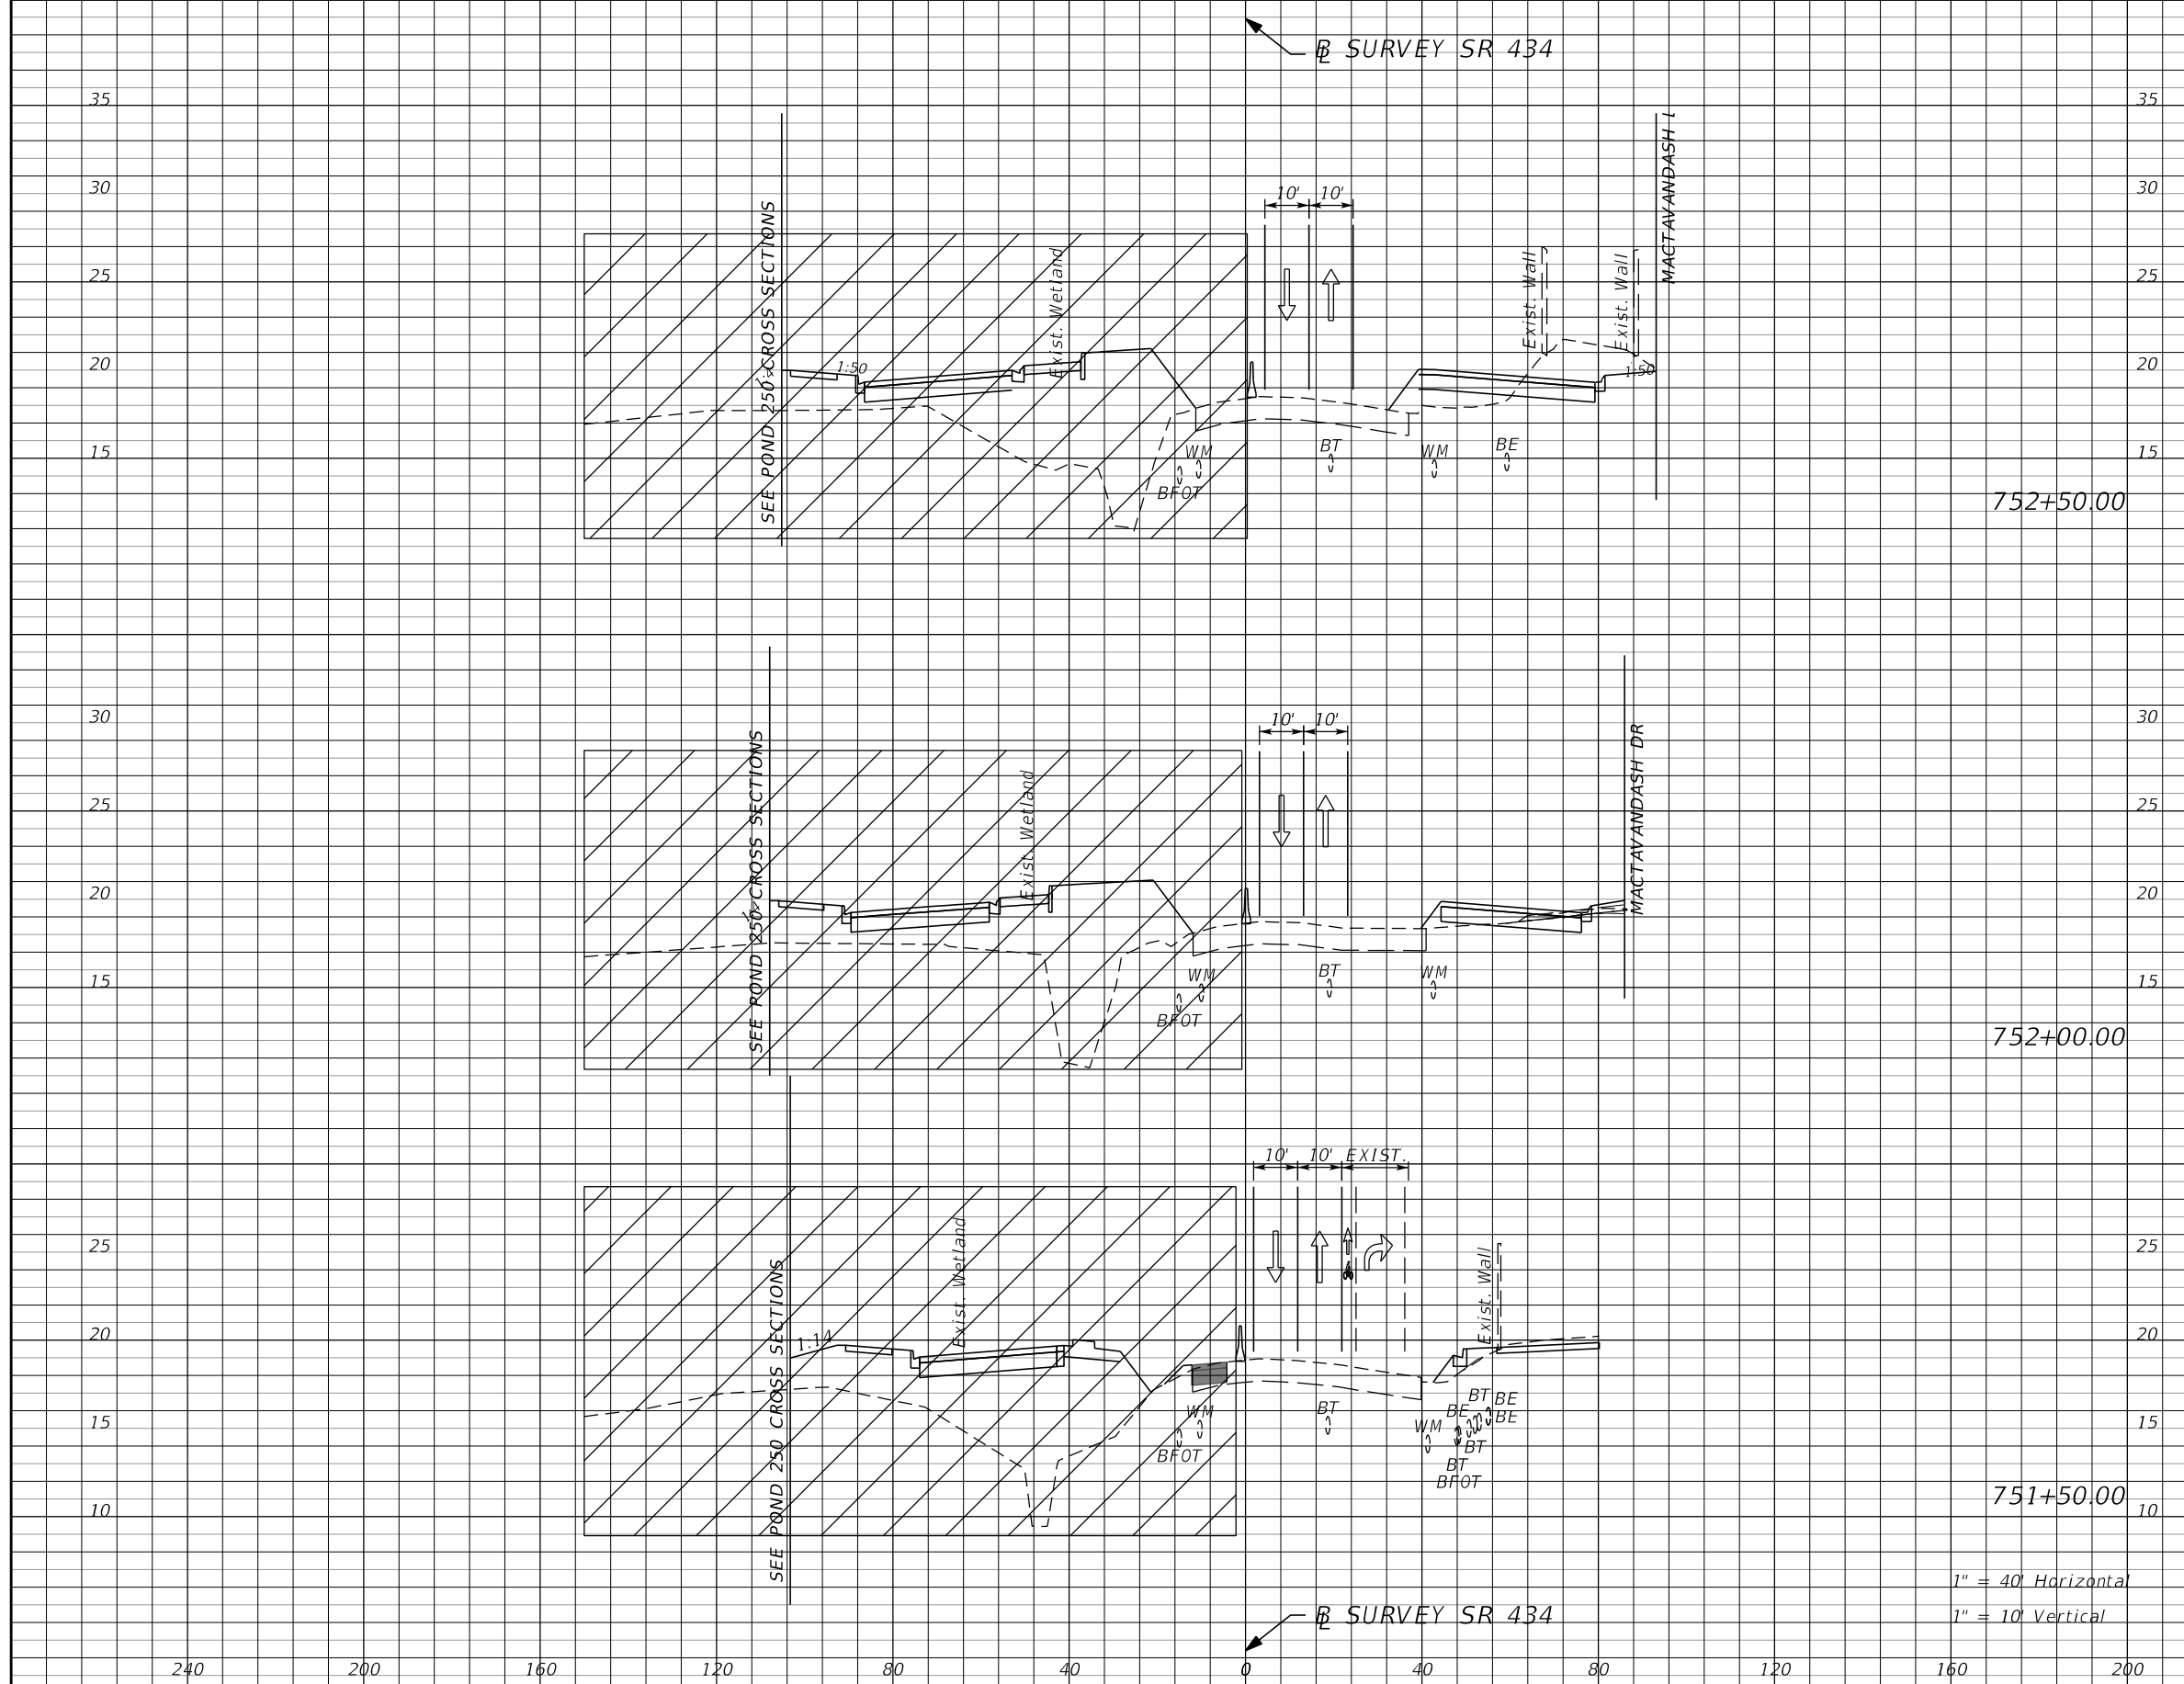 BL SURVEY SR 434
35 35
30 30
25 25
20 20
15 15
SEE POND 250 CROSS SECTIONS
1:50
Exist. Wetland
10' 10'
Exist. Wall
Exist. Wall
1:50
MACTAVANDASH
WM
BFOT
BT
WM
BE
752+50.00
30 30
25 25
20 20
15 15
SEE POND 250 CROSS SECTIONS
Exist. Wetland
10' 10'
MACTAVANDASH DR
WM
BFOT
BT
WM
752+00.00
25 25
20 20
15 15
10 10
SEE POND 250 CROSS SECTIONS
1:14
Exist. Wetland
10' 10' EXIST.
Exist. Wall
WM
BFOT
BT
WM
BE
BT
BE
BE
BT
BT
BFOT
751+50.00
1" = 40' Horizontal
1" = 10' Vertical
BL SURVEY SR 434
240 200 160 120 80 40 0 40 80 120 160 200